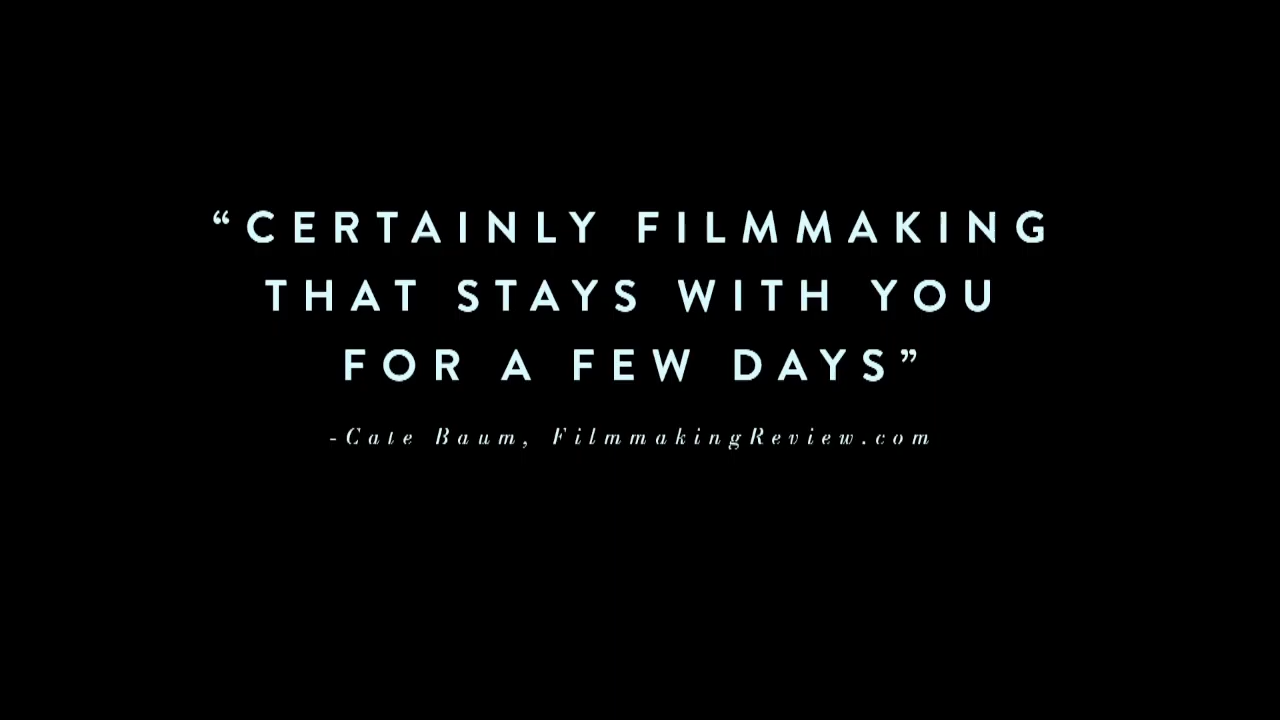 “CERTAINLY FILMMAKING
THAT STAYS WITH YOU
FOR A FEW DAYS”
-Cate Baum, FilmmakingReview.com